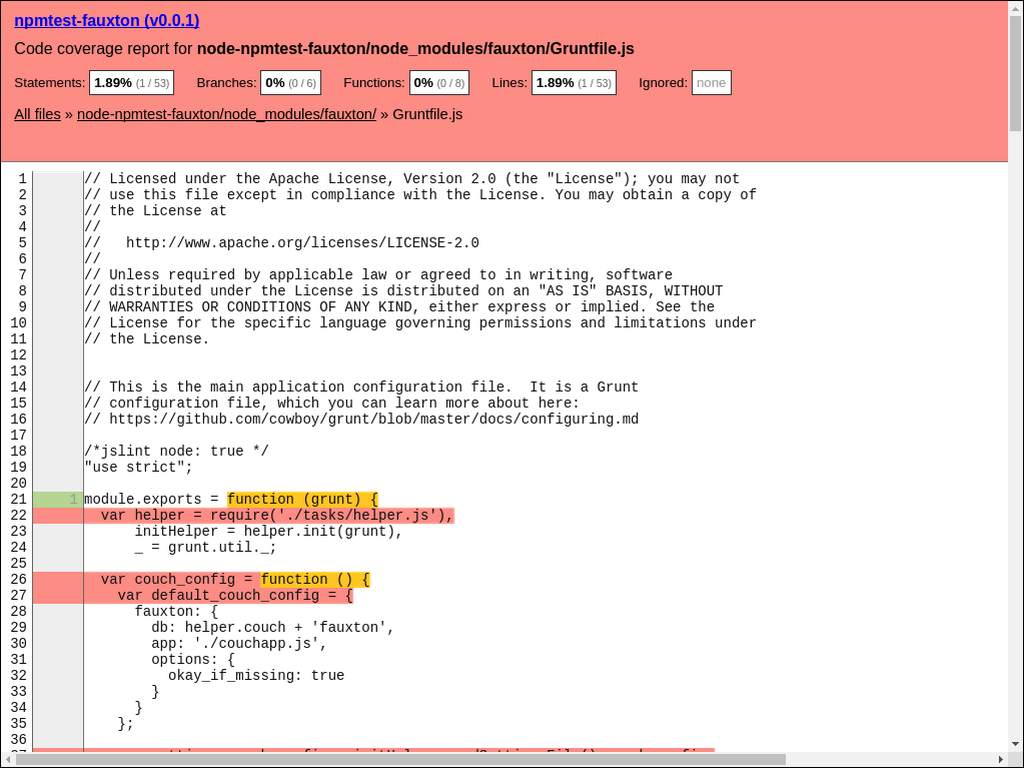 npmtest-fauxton (v0.0.1)
Code coverage report for node-npmtest-fauxton/node_modules/fauxton/Gruntfile.js
Statements: 1.89% (1 / 53) Branches: 0% (0 / 6) Functions: 0% (0 / 8) Lines: 1.89% (1 / 53) Ignored: none
All files » node-npmtest-fauxton/node_modules/fauxton/ » Gruntfile.js
1 // Licensed under the Apache License, Version 2.0 (the "License"); you may not
2 // use this file except in compliance with the License. You may obtain a copy of
3 // the License at
4 //
5 //   http://www.apache.org/licenses/LICENSE-2.0
6 //
7 // Unless required by applicable law or agreed to in writing, software
8 // distributed under the License is distributed on an "AS IS" BASIS, WITHOUT
9 // WARRANTIES OR CONDITIONS OF ANY KIND, either express or implied. See the
10 // License for the specific language governing permissions and limitations under
11 // the License.
12
13
14 // This is the main application configuration file.  It is a Grunt
15 // configuration file, which you can learn more about here:
16 // https://github.com/cowboy/grunt/blob/master/docs/configuring.md
17
18 /*jslint node: true */
19 "use strict";
20
21 1 module.exports = function (grunt) {
22   var helper = require('./tasks/helper.js'),
23       initHelper = helper.init(grunt),
24       _ = grunt.util._;
25
26   var couch_config = function () {
27     var default_couch_config = {
28       fauxton: {
29         db: helper.couch + 'fauxton',
30         app: './couchapp.js',
31         options: {
32           okay_if_missing: true
33         }
34       }
35     };
36